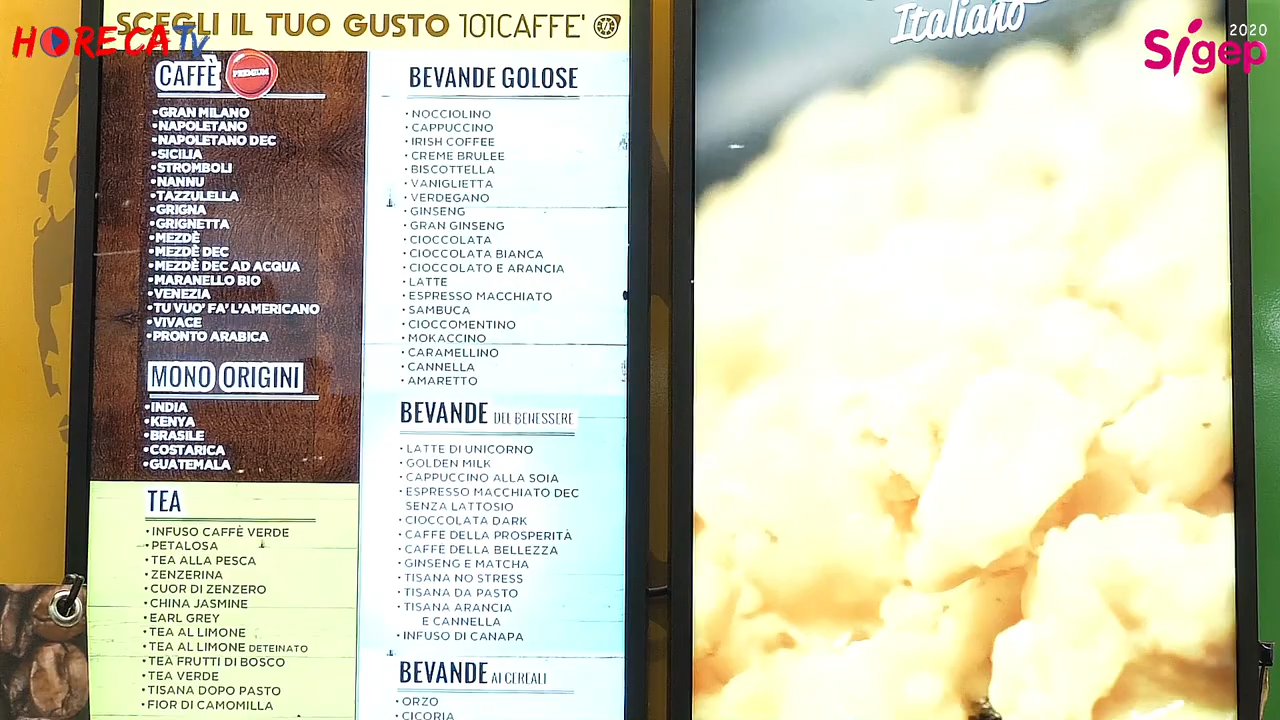 SCEGLI IL TUO GUSTO 101CAFFE'
HORECA TV
CAFFÈ PREMIUM
• GRAN MILANO
• NAPOLETANO
• NAPOLETANO DEC
• SICILIA
• STROMBOLI
• NANNU
• TAZZULELLA
• GRIGNA
• GRIGNETTA
• MEZDÈ
• MEZDÈ DEC
• MEZDÈ DEC AD ACQUA
• MARANELLO BIO
• VENEZIA
• TU VUO' FA' L'AMERICANO
• VIVACE
• PRONTO ARABICA
MONO ORIGINI
• INDIA
• KENYA
• BRASILE
• COSTARICA
• GUATEMALA
TEA
• INFUSO CAFFÈ VERDE
• PETALOSA
• TEA ALLA PESCA
• ZENZERINA
• CUOR DI ZENZERO
• CHINA JASMINE
• EARL GREY
• TEA AL LIMONE
• TEA AL LIMONE DETEINATO
• TEA FRUTTI DI BOSCO
• TEA VERDE
• TISANA DOPO PASTO
• FIOR DI CAMOMILLA
BEVANDE GOLOSE
• NOCCIOLINO
• CAPPUCCINO
• IRISH COFFEE
• CREME BRULEE
• BISCOTTELLA
• VANIGLIETTA
• VERDEGANO
• GINSENG
• GRAN GINSENG
• CIOCCOLATA
• CIOCCOLATA BIANCA
• CIOCCOLATO E ARANCIA
• LATTE
• ESPRESSO MACCHIATO
• SAMBUCA
• CIOCCOMENTINO
• MOKACCINO
• CARAMELLINO
• CANNELLA
• AMARETTO
BEVANDE DEL BENESSERE
• LATTE DI UNICORNO
• GOLDEN MILK
• CAPPUCCINO ALLA SOIA
• ESPRESSO MACCHIATO DEC
SENZA LATTOSIO
• CIOCCOLATA DARK
• CAFFE DELLA PROSPERITÀ
• CAFFE DELLA BELLEZZA
• GINSENG E MATCHA
• TISANA NO STRESS
• TISANA DA PASTO
• TISANA ARANCIA
E CANNELLA
• INFUSO DI CANAPA
BEVANDE AI CEREALI
• ORZO
• CICORIA
Italiano
Sigep 2020